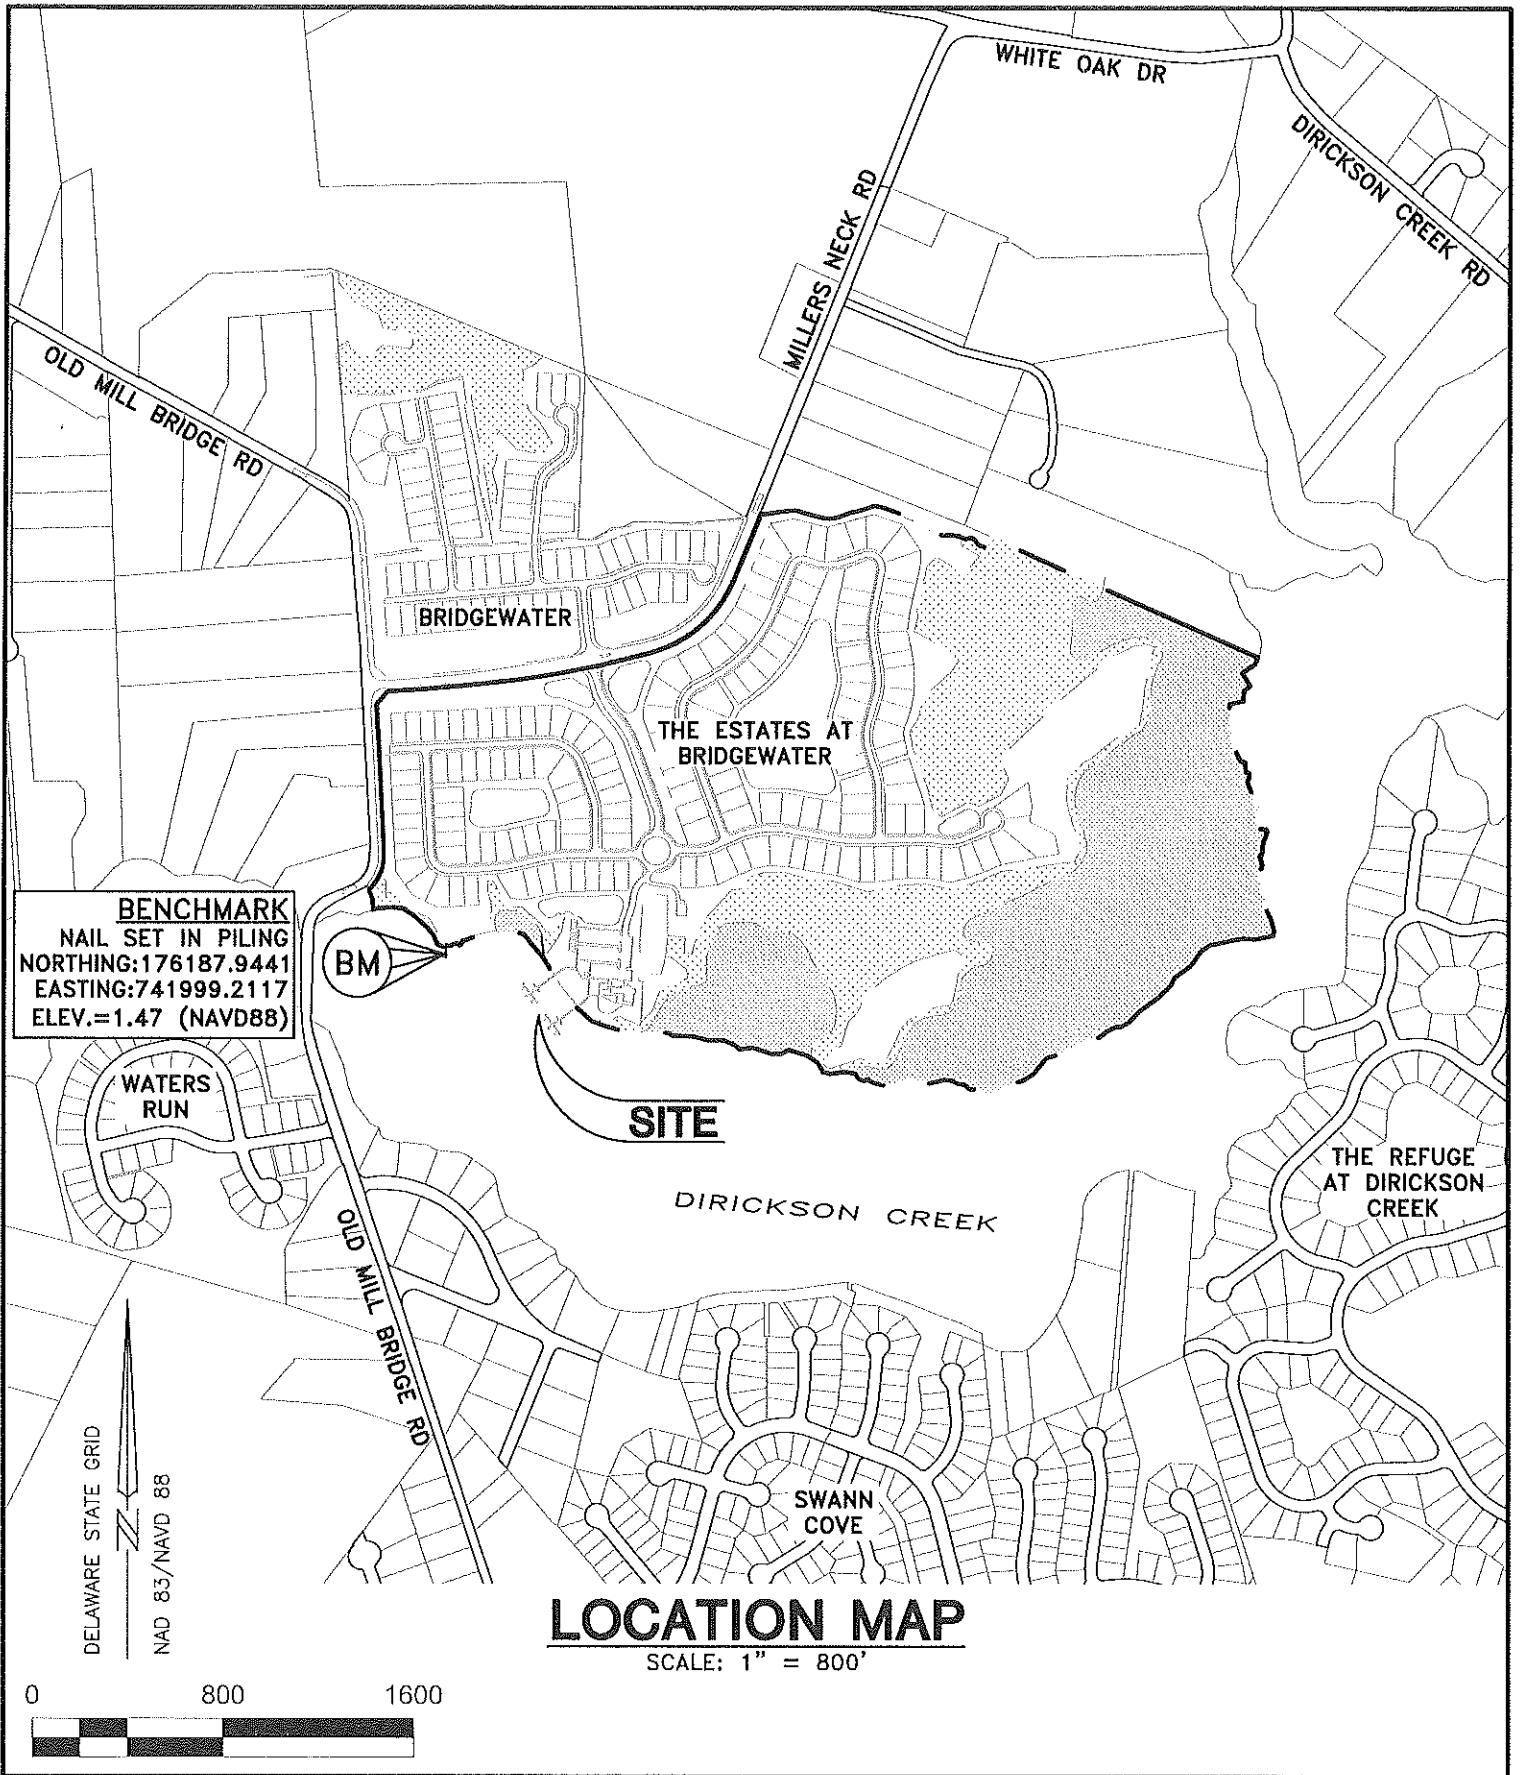 WHITE OAK DR
DIRICKSON CREEK RD
MILLERS NECK RD
OLD MILL BRIDGE RD
BRIDGEWATER
THE ESTATES AT
BRIDGEWATER
BENCHMARK
NAIL SET IN PILING
NORTHING:176187.9441
EASTING:741999.2117
ELEV.=1.47 (NAVD88)
BM
WATERS
RUN
SITE
THE REFUGE
AT DIRICKSON
CREEK
DIRICKSON CREEK
OLD MILL BRIDGE RD
SWANN
COVE
DELAWARE STATE GRID
N
NAD 83/NAVD 88
LOCATION MAP
SCALE: 1" = 800'
0 800 1600